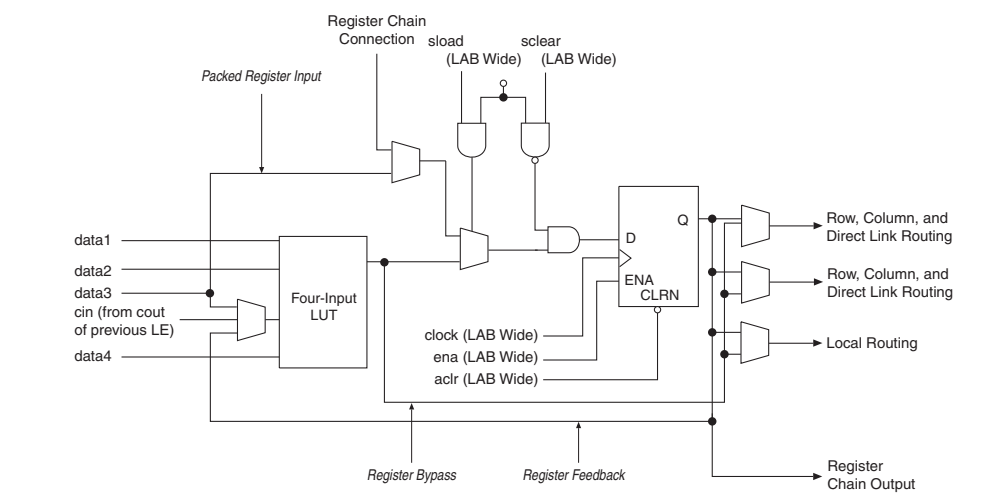 Register Chain
Connection
sload
(LAB Wide)
sclear
(LAB Wide)
Packed Register Input
data1
data2
data3
cin (from cout
of previous LE)
data4
Four-Input
LUT
D
Q
ENA
CLRN
clock (LAB Wide)
ena (LAB Wide)
aclr (LAB Wide)
Row, Column, and
Direct Link Routing
Row, Column, and
Direct Link Routing
Local Routing
Register Bypass
Register Feedback
Register
Chain Output